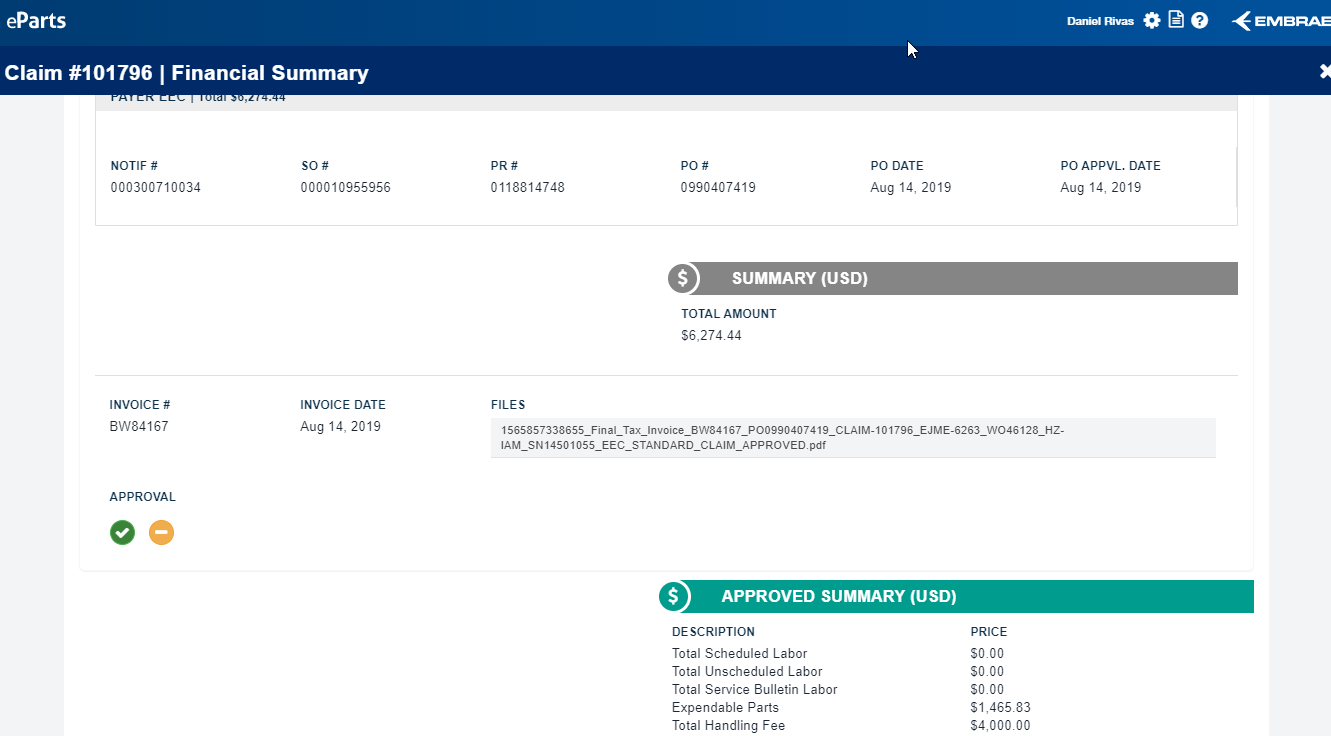 eParts
Daniel Rivas
EMBRAE
Claim #101796 | Financial Summary
PAYER EEC | Total $6,274.44
NOTIF # SO # PR # PO # PO DATE PO APPVL. DATE
000300710034 000010955956 0118814748 0990407419 Aug 14, 2019 Aug 14, 2019
$ SUMMARY (USD)
TOTAL AMOUNT
$6,274.44
INVOICE # INVOICE DATE FILES
BW84167 Aug 14, 2019
1565857338655_Final_Tax_Invoice_BW84167_PO0990407419_CLAIM-101796_EJME-6263_WO46128_HZ-
IAM_SN14501055_EEC_STANDARD_CLAIM_APPROVED.pdf
APPROVAL
$ APPROVED SUMMARY (USD)
DESCRIPTION PRICE
Total Scheduled Labor $0.00
Total Unscheduled Labor $0.00
Total Service Bulletin Labor $0.00
Expendable Parts $1,465.83
Total Handling Fee $4,000.00